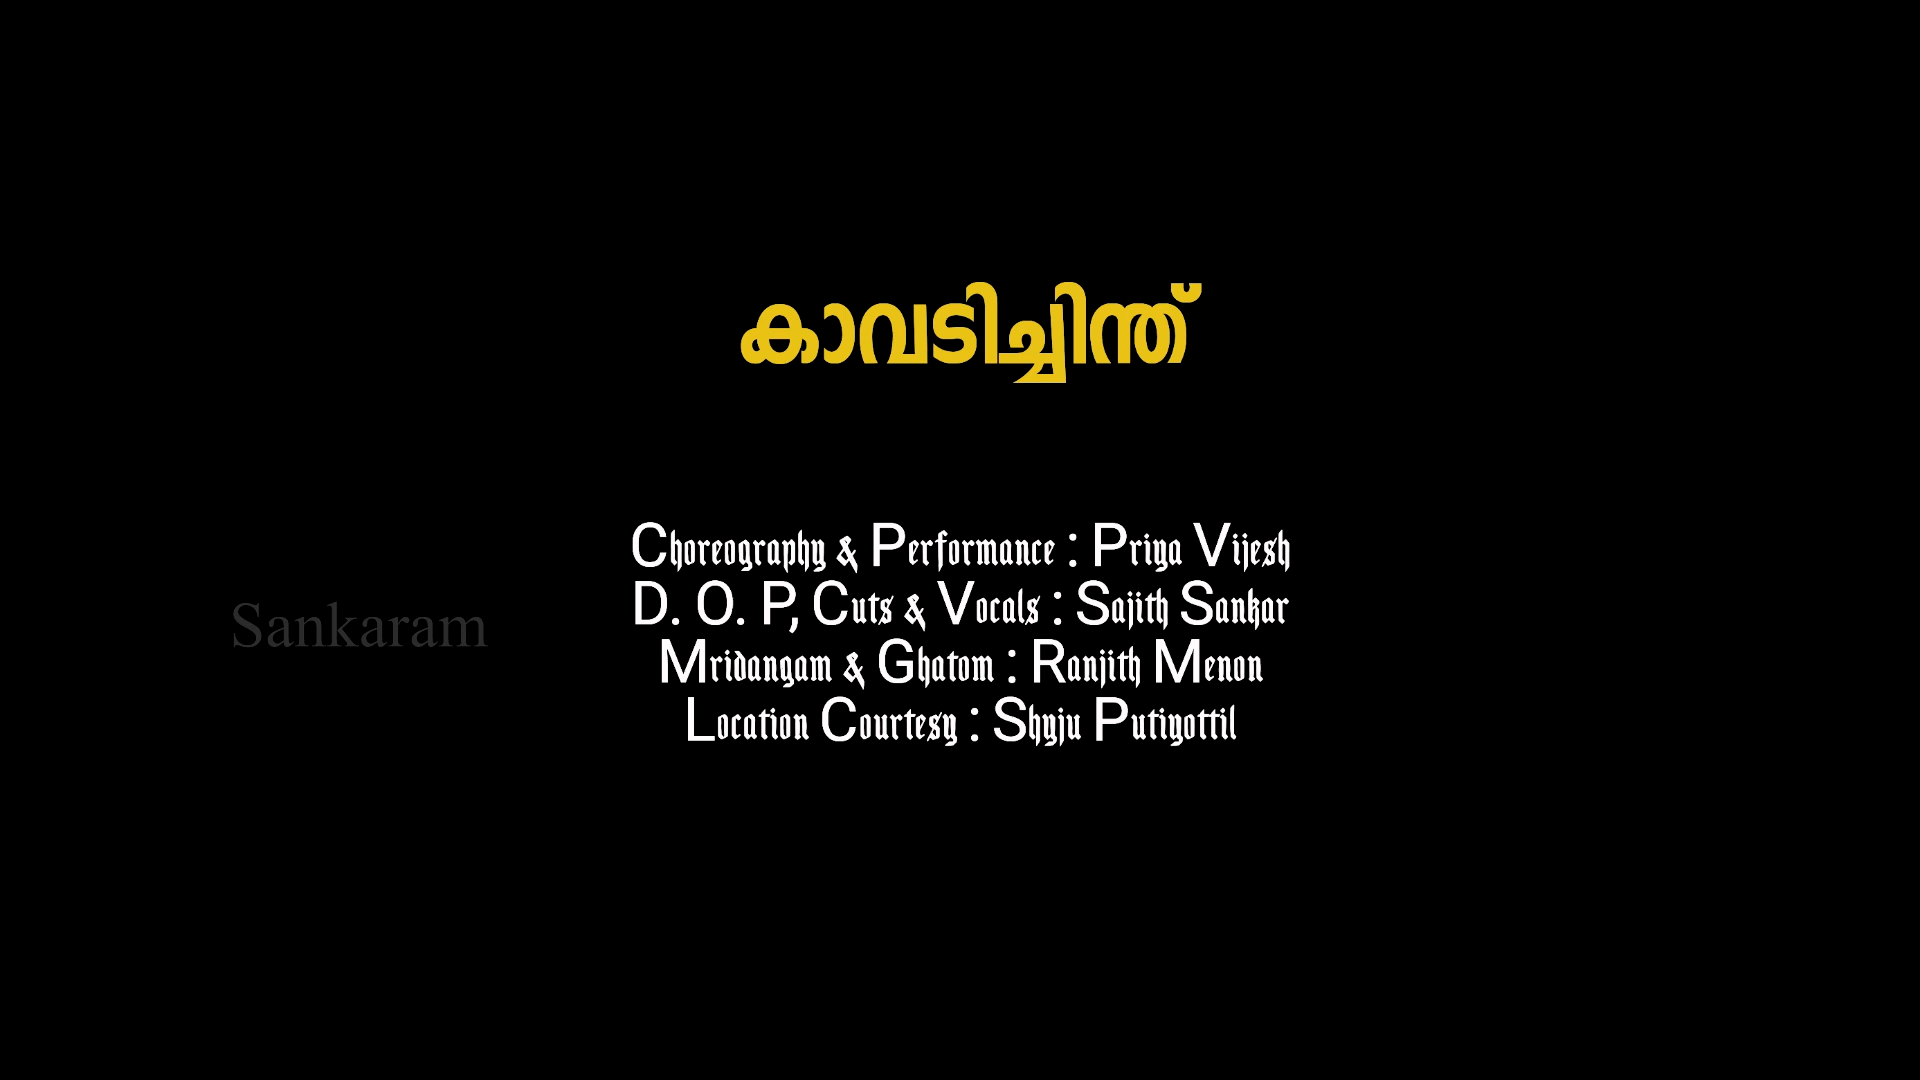 കാവടിച്ചിന്ത്
Choreography & Performance : Priya Vijesh
D. O. P, Cuts & Vocals : Sajith Sankar
Sankaram
Mridangam & Ghatom : Ranjith Menon
Location Courtesy : Shyju Putiyottil